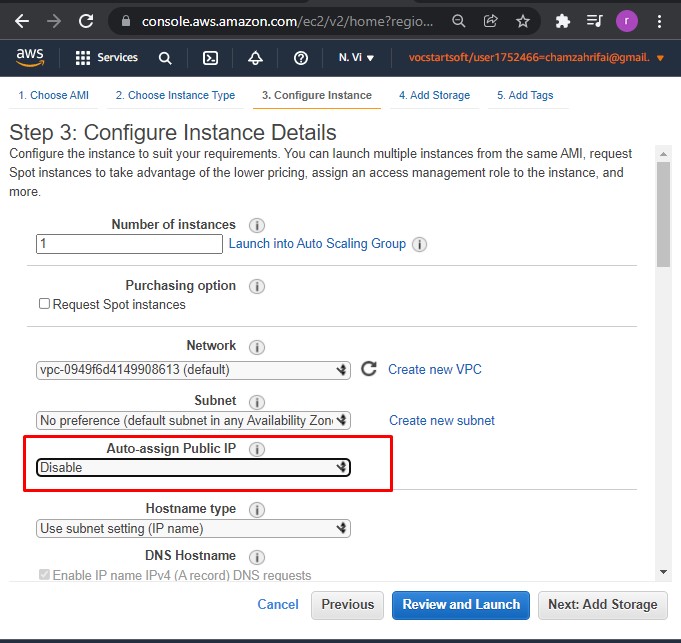 console.aws.amazon.com/ec2/v2/home?regio...
r
aws
Services
N. Vi
vocstartsoft/user1752466=chamzahrifai@gmail.
1. Choose AMI 2. Choose Instance Type 3. Configure Instance 4. Add Storage 5. Add Tags
Step 3: Configure Instance Details
Configure the instance to suit your requirements. You can launch multiple instances from the same AMI, request
Spot instances to take advantage of the lower pricing, assign an access management role to the instance, and
more.
Number of instances
1 Launch into Auto Scaling Group
Purchasing option
Request Spot instances
Network
vpc-0949f6d4149908613 (default) Create new VPC
Subnet
No preference (default subnet in any Availability Zon Create new subnet
Auto-assign Public IP
Disable
Hostname type
Use subnet setting (IP name)
DNS Hostname
Enable IP name IPv4 (A record) DNS requests
Cancel Previous Review and Launch Next: Add Storage